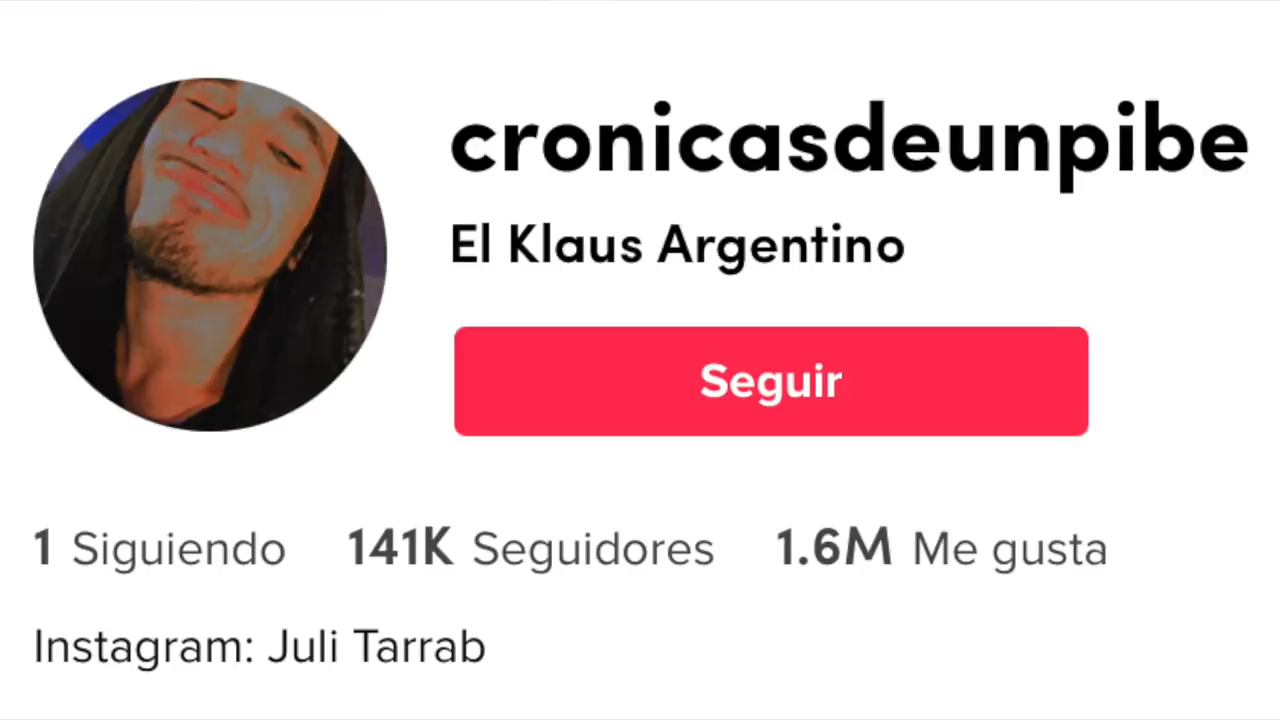 cronicasdeunpibe
El Klaus Argentino
Seguir
1 Siguiendo 141K Seguidores 1.6M Me gusta
Instagram: Juli Tarrab